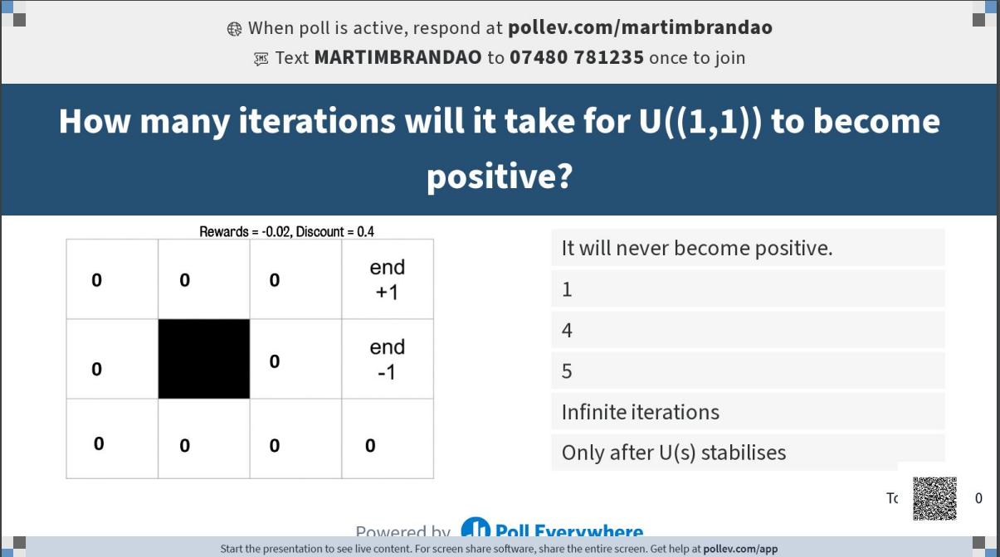 When poll is active, respond at pollev.com/martimbrandao
SMS Text MARTIMBRANDAO to 07480 781235 once to join
How many iterations will it take for U((1,1)) to become
positive?
Rewards = -0.02, Discount = 0.4
0 0 0 end
+1
0 0 end
-1
0 0 0 0
It will never become positive.
1
4
5
Infinite iterations
Only after U(s) stabilises
0
Powered by Poll Everywhere
Start the presentation to see live content. For screen share software, share the entire screen. Get help at pollev.com/app